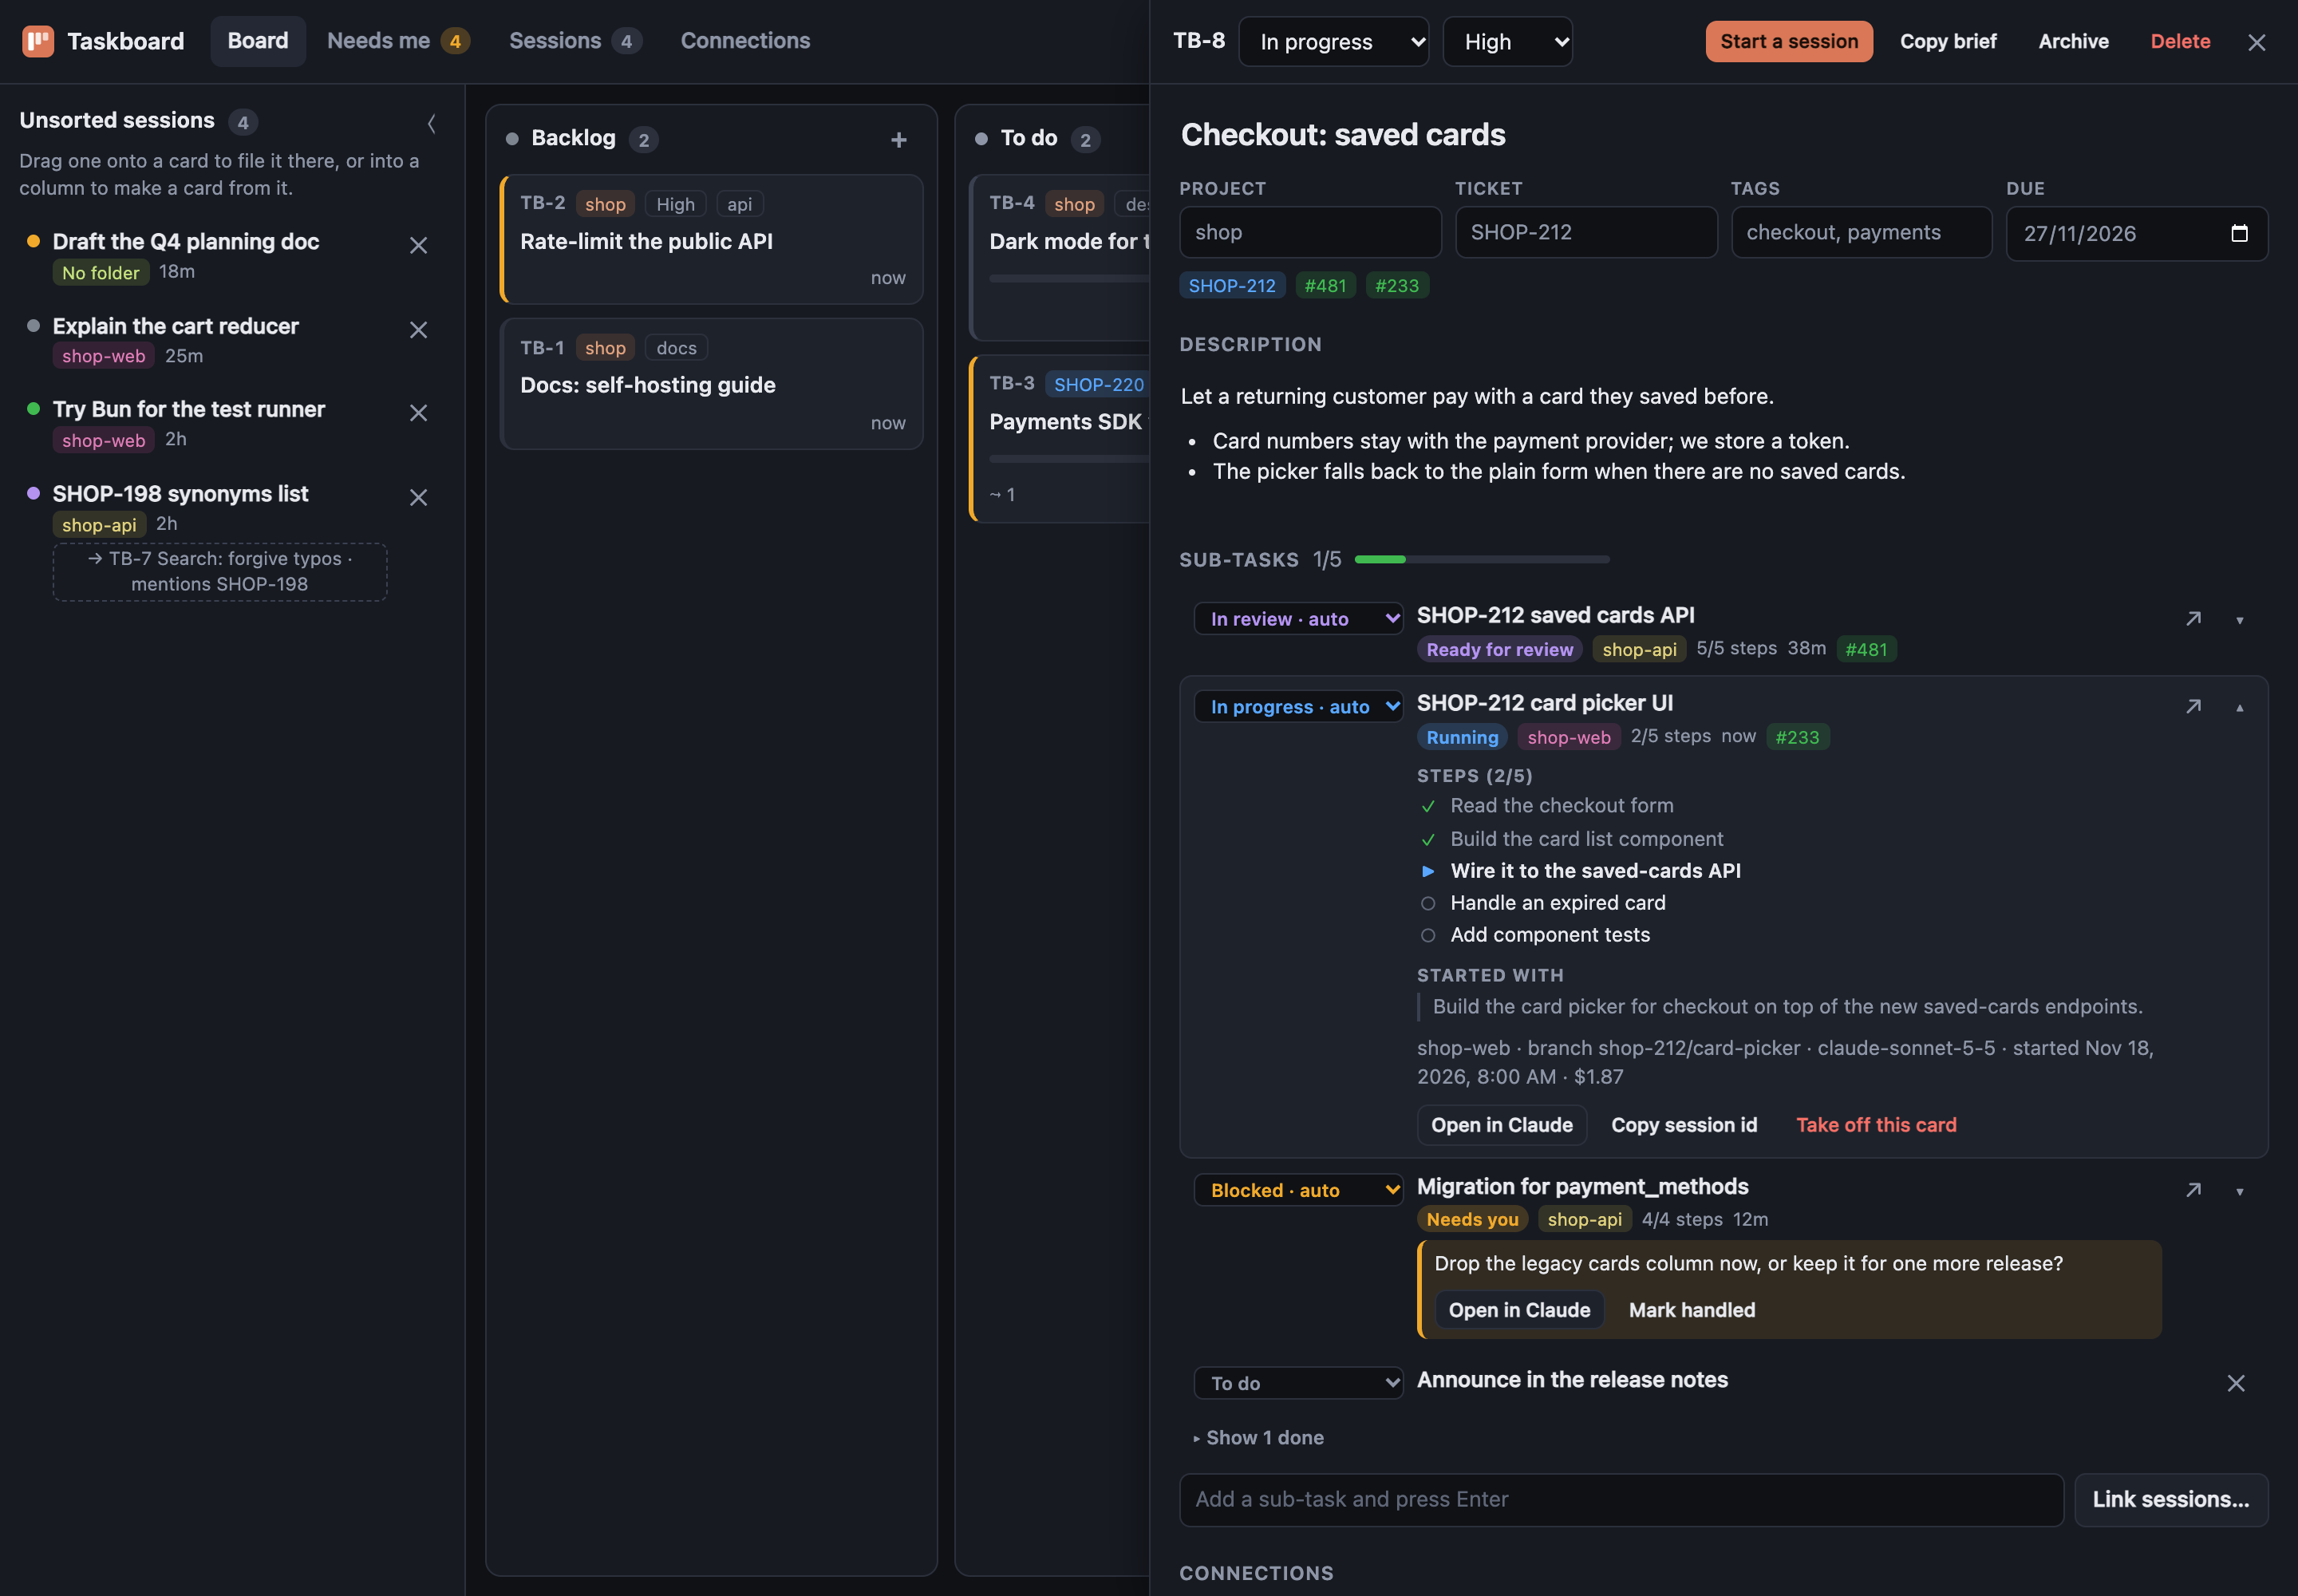 Taskboard
Board
Needs me 4
Sessions 4
Connections
TB-8
In progress
High
Start a session
Copy brief
Archive
Delete
Unsorted sessions 4
Drag one onto a card to file it there, or into a
column to make a card from it.
Draft the Q4 planning doc
No folder 18m
Explain the cart reducer
shop-web 25m
Try Bun for the test runner
shop-web 2h
SHOP-198 synonyms list
shop-api 2h
→ TB-7 Search: forgive typos ·
mentions SHOP-198
Backlog 2
TB-2 shop High api
Rate-limit the public API
now
TB-1 shop docs
Docs: self-hosting guide
now
To do 2
TB-4 shop
Dark mode for
TB-3 SHOP-220
Payments SDK
1
Checkout: saved cards
PROJECT
shop
TICKET
SHOP-212
TAGS
checkout, payments
DUE
27/11/2026
SHOP-212 #481 #233
DESCRIPTION
Let a returning customer pay with a card they saved before.
• Card numbers stay with the payment provider; we store a token.
• The picker falls back to the plain form when there are no saved cards.
SUB-TASKS 1/5
In review · auto
SHOP-212 saved cards API
Ready for review shop-api 5/5 steps 38m #481
In progress · auto
SHOP-212 card picker UI
Running shop-web 2/5 steps now #233
STEPS (2/5)
Read the checkout form
Build the card list component
Wire it to the saved-cards API
Handle an expired card
Add component tests
STARTED WITH
Build the card picker for checkout on top of the new saved-cards endpoints.
shop-web · branch shop-212/card-picker · claude-sonnet-5-5 · started Nov 18,
2026, 8:00 AM · $1.87
Open in Claude
Copy session id
Take off this card
Blocked · auto
Migration for payment_methods
Needs you shop-api 4/4 steps 12m
Drop the legacy cards column now, or keep it for one more release?
Open in Claude
Mark handled
To do
Announce in the release notes
Show 1 done
Add a sub-task and press Enter
Link sessions...
CONNECTIONS